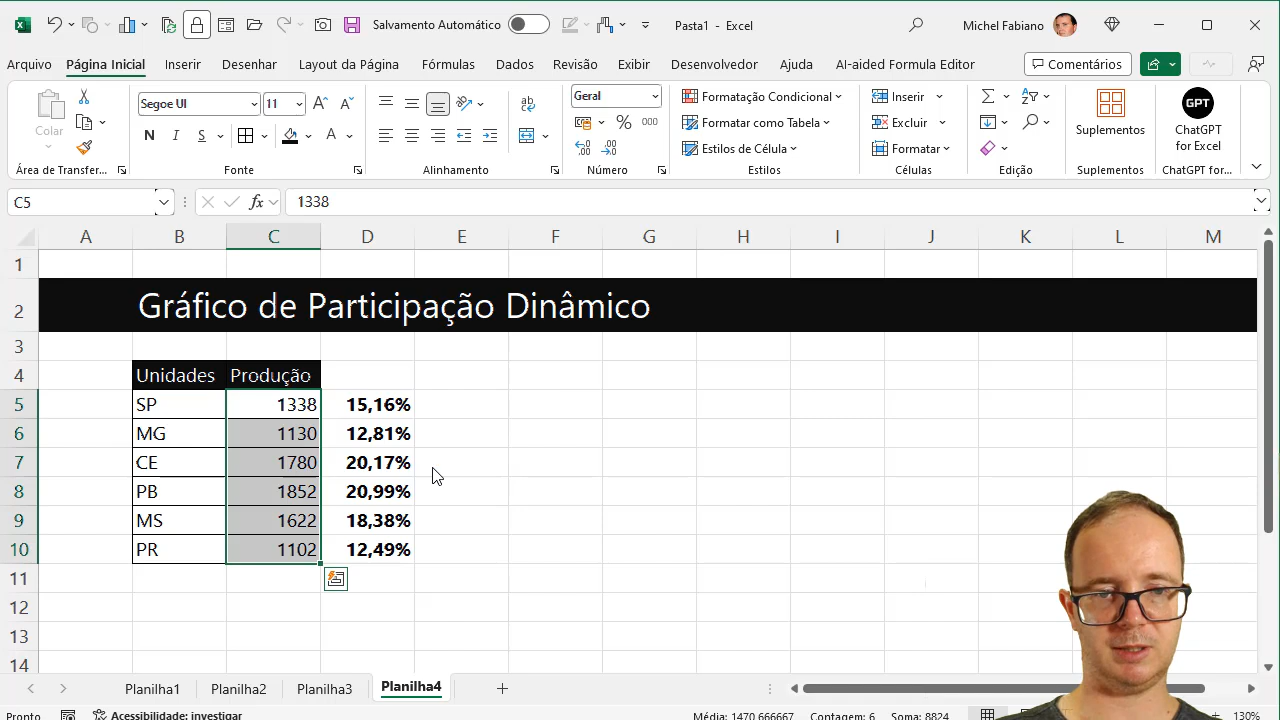 Salvamento Automático
Pasta1 - Excel
Michel Fabiano
Arquivo Página Inicial Inserir Desenhar Layout da Página Fórmulas Dados Revisão Exibir Desenvolvedor Ajuda AI-aided Formula Editor Comentários
Colar
Área de Transfer...
Segoe UI 11
N I S
Fonte
ab
Alinhamento
Geral
% 000
Número
Formatação Condicional
Formatar como Tabela
Estilos de Célula
Estilos
Inserir
Excluir
Formatar
Células
Edição
Suplementos
Suplementos
GPT
ChatGPT
for Excel
ChatGPT for...
C5 fx 1338
A B C D E F G H I J K L M
1
2 Gráfico de Participação Dinâmico
3
4 Unidades Produção
5 SP 1338 15,16%
6 MG 1130 12,81%
7 CE 1780 20,17%
8 PB 1852 20,99%
9 MS 1622 18,38%
10 PR 1102 12,49%
11
12
13
14
Planilha1 Planilha2 Planilha3 Planilha4
Pronto Acessibilidade: investigar Média: 1470,666667 Contagem: 6 Soma: 8824 130%